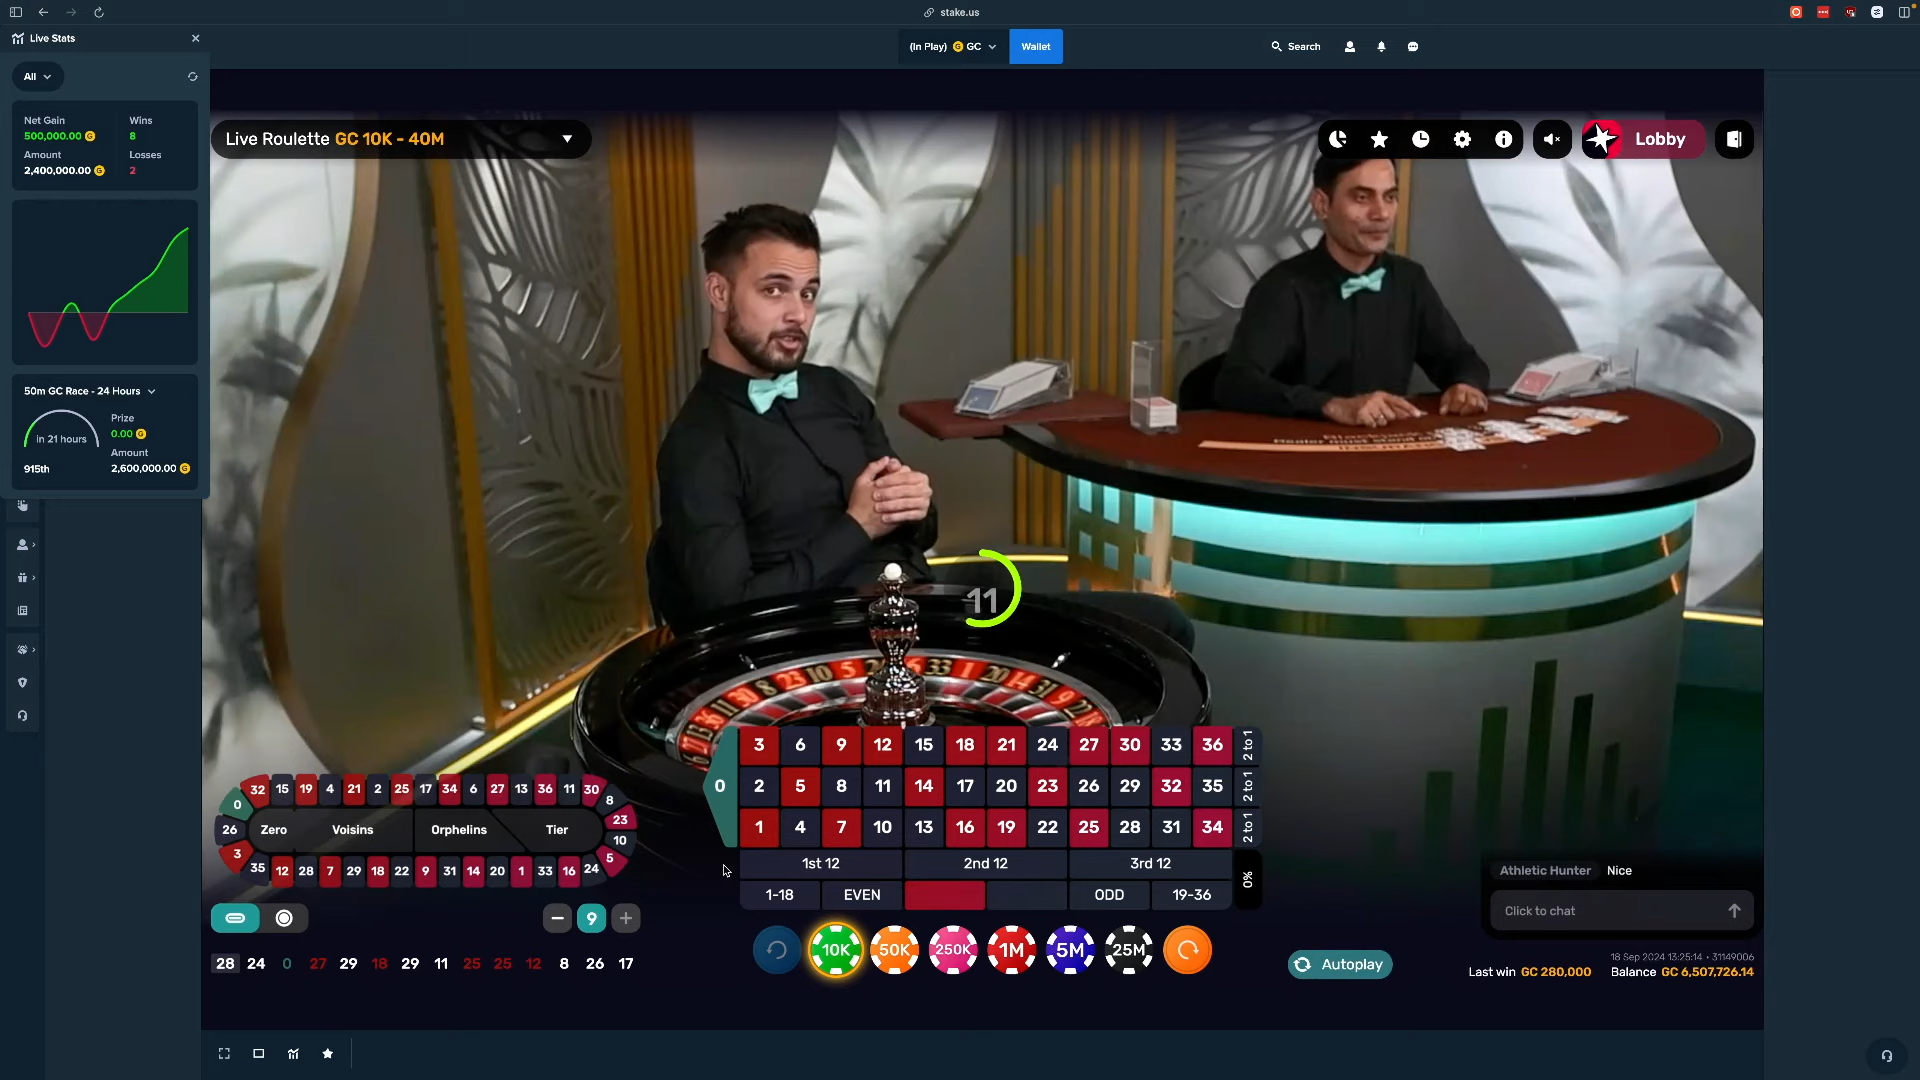 stake.us
Live Stats
(In Play) GC
Wallet
Search
All
Net Gain
500,000.00
Wins
8
Amount
2,400,000.00
Losses
2
Live Roulette GC 10K - 40M
Lobby
50m GC Race - 24 Hours
in 21 hours
915th
Prize
0.00
Amount
2,600,000.00
11
3 6 9 12 15 18 21 24 27 30 33 36 2 to 1
0 2 5 8 11 14 17 20 23 26 29 32 35 2 to 1
1 4 7 10 13 16 19 22 25 28 31 34 2 to 1
1st 12 2nd 12 3rd 12
1-18 EVEN ODD 19-36
0%
32 15 19 4 21 2 25 17 34 6 27 13 36 11 30
0 8
26 Zero Voisins Orphelins Tier 23
10
3 5
35 12 28 7 29 18 22 9 31 14 20 1 33 16 24
9
28 24 0 27 29 18 29 11 25 25 12 8 26 17
10K 50K 250K 1M 5M 25M
Autoplay
Athletic Hunter Nice
Click to chat
18 Sep 2024 13:25:14 • 31149006
Last win GC 280,000 Balance GC 6,507,726.14